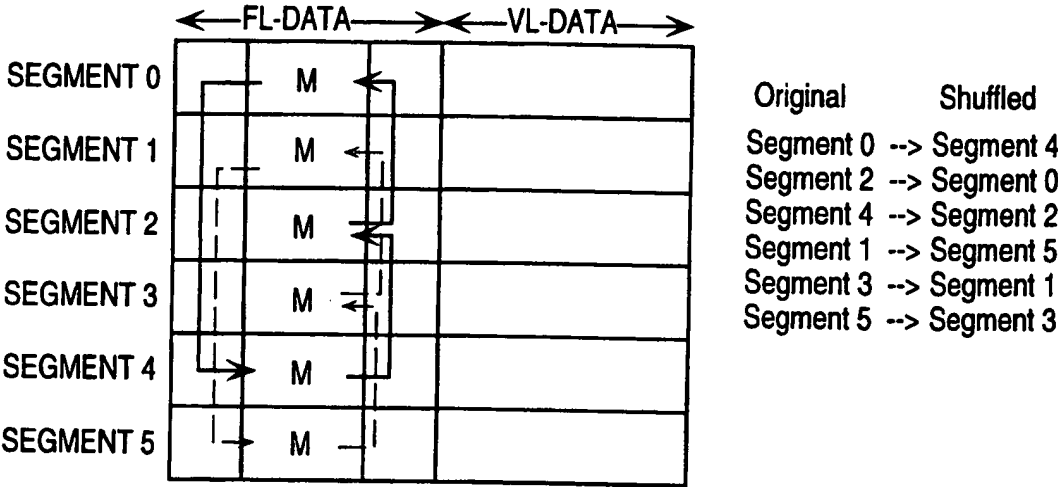 FL-DATA VL-DATA
SEGMENT 0 M
SEGMENT 1 M
SEGMENT 2 M
SEGMENT 3 M
SEGMENT 4 M
SEGMENT 5 M
Original Shuffled
Segment 0 --> Segment 4
Segment 2 --> Segment 0
Segment 4 --> Segment 2
Segment 1 --> Segment 5
Segment 3 --> Segment 1
Segment 5 --> Segment 3